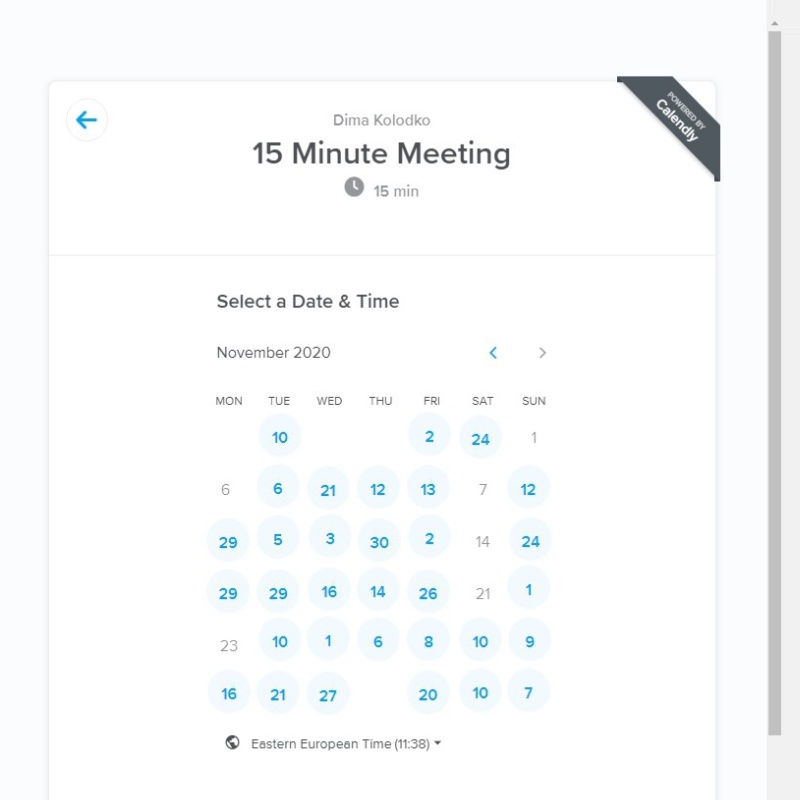 POWERED BY
Calendly
Dima Kolodko
15 Minute Meeting
15 min
Select a Date & Time
November 2020
MON TUE WED THU FRI SAT SUN
10 2 24 1
6 6 21 12 13 7 12
29 5 3 30 2 14 24
29 29 16 14 26 21 1
23 10 1 6 8 10 9
16 21 27 20 10 7
Eastern European Time (11:38)